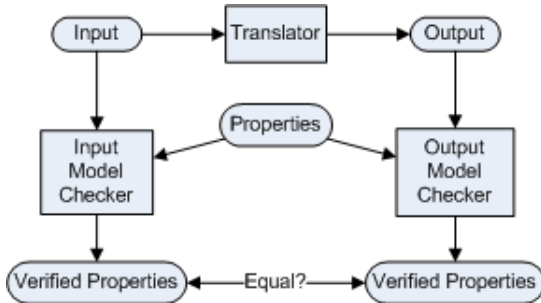 Input
Translator
Output
Properties
Input
Model
Checker
Output
Model
Checker
Verified Properties
Equal?
Verified Properties